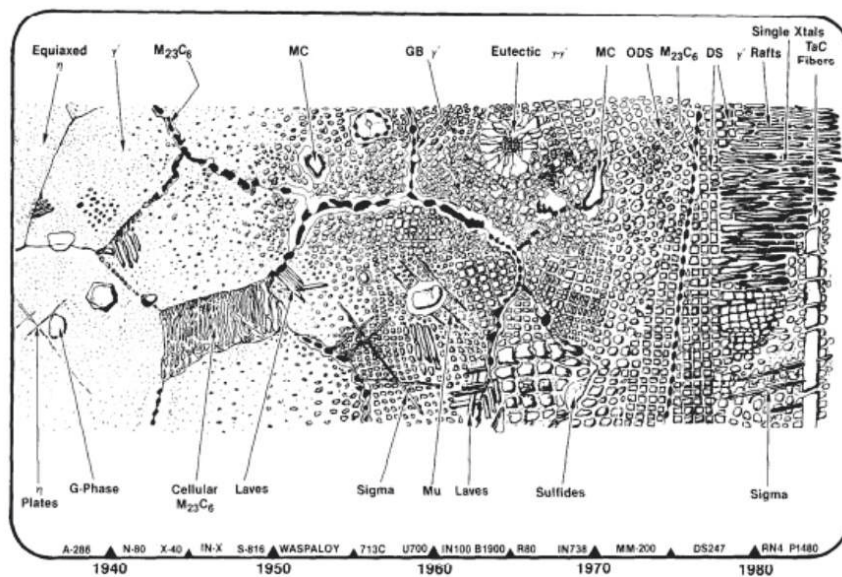 Single Xtals
Equiaxed γ′ M₂₃C₆ MC GB γ′ Eutectic γ-γ′ MC ODS M₂₃C₆ DS γ′ Rafts TaC
η Fibers
η G-Phase Cellular Laves Sigma Mu Laves Sulfides Sigma
Plates M₂₃C₆
A-286 N-80 X-40 IN-X S-816 WASPALOY 713C U700 IN100 B1900 R80 IN738 MM-200 DS247 RN4 P1480
1940 1950 1960 1970 1980